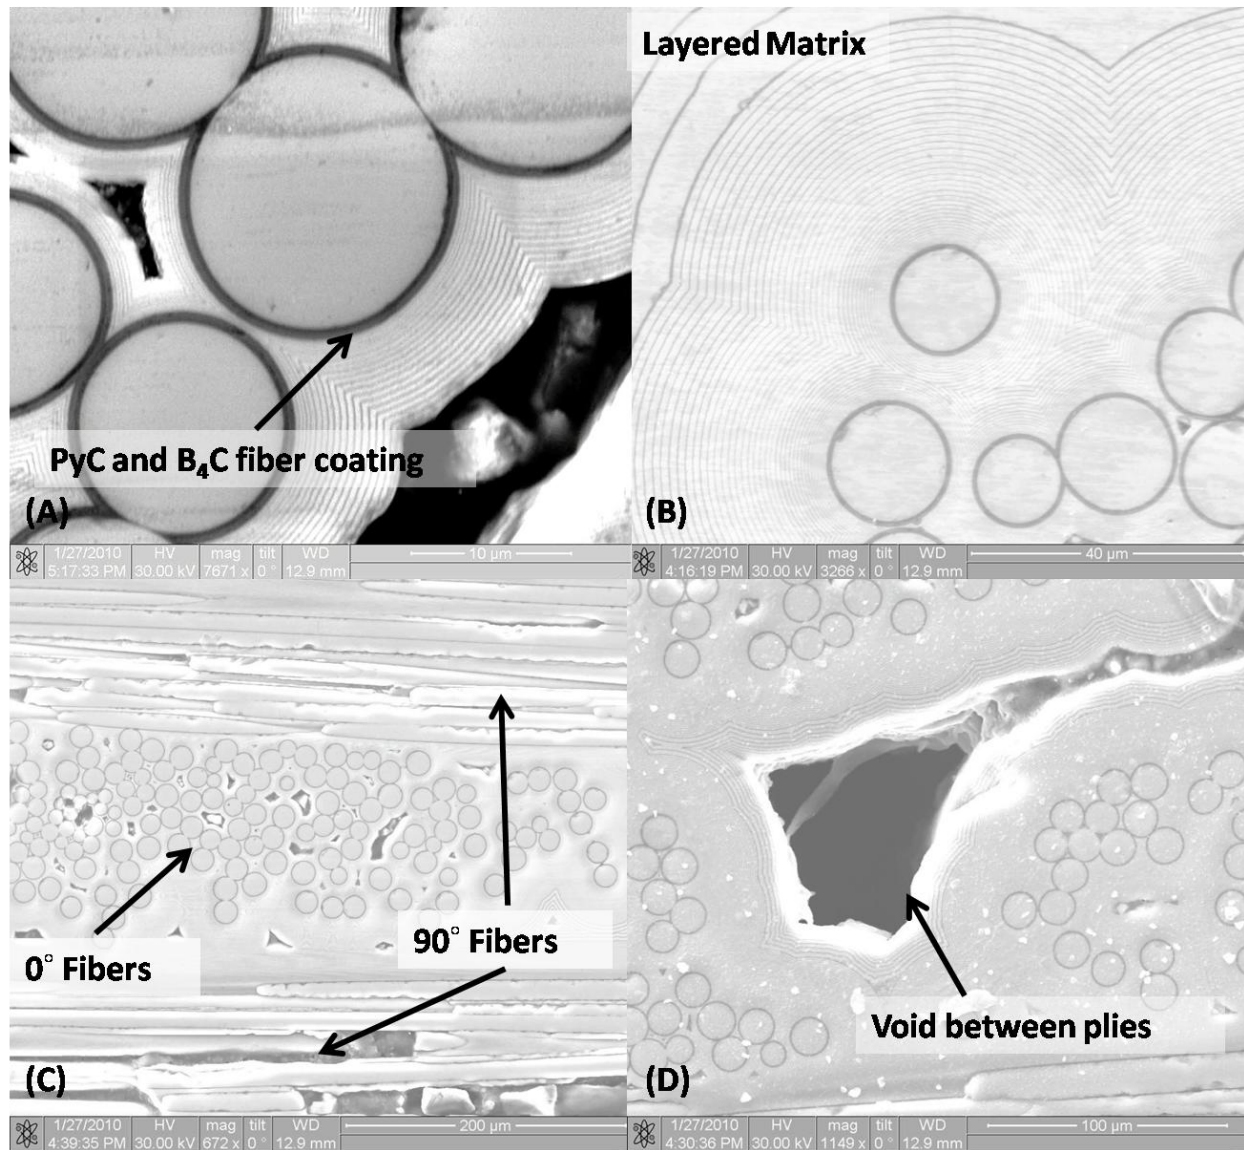 Layered Matrix
PyC and B₄C fiber coating
(A)
(B)
1/27/2010 HV mag tilt WD 10 µm
5:17:33 PM 30.00 kV 7671 x 0° 12.9 mm
1/27/2010 HV mag tilt WD 40 µm
4:16:19 PM 30.00 kV 3266 x 0° 12.9 mm
0° Fibers
90° Fibers
Void between plies
(C)
(D)
1/27/2010 HV mag tilt WD 200 µm
4:39:35 PM 30.00 kV 672 x 0° 12.9 mm
1/27/2010 HV mag tilt WD 100 µm
4:30:36 PM 30.00 kV 1149 x 0° 12.9 mm